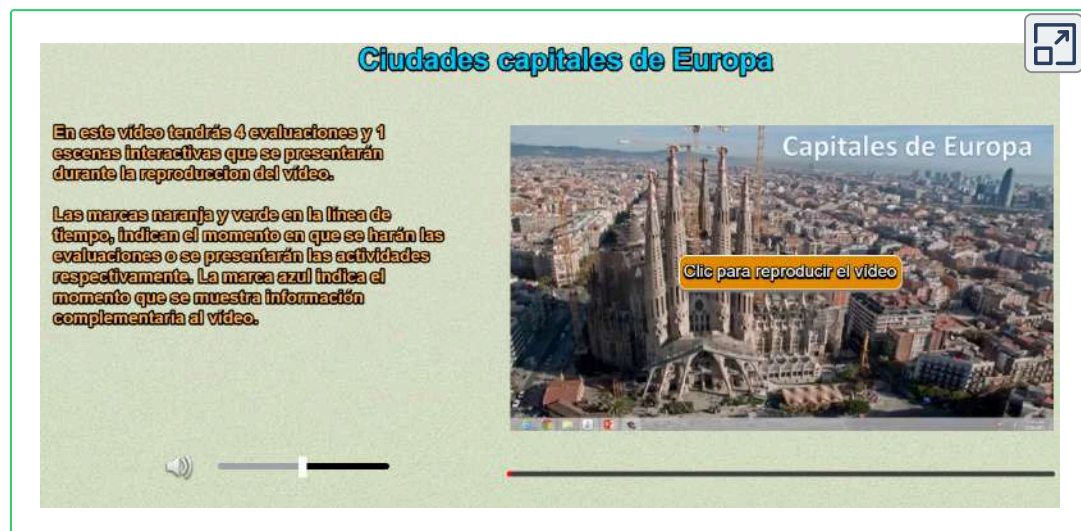 Ciudades capitales de Europa
En este vídeo tendrás 4 evaluaciones y 1
escenas interactivas que se presentarán
durante la reproduccion del vídeo.
Las marcas naranja y verde en la línea de
tiempo, indican el momento en que se harán las
evaluaciones o se presentarán las actividades
respectivamente. La marca azul indica el
momento que se muestra información
complementaria al vídeo.
Capitales de Europa
Clic para reproducir el vídeo